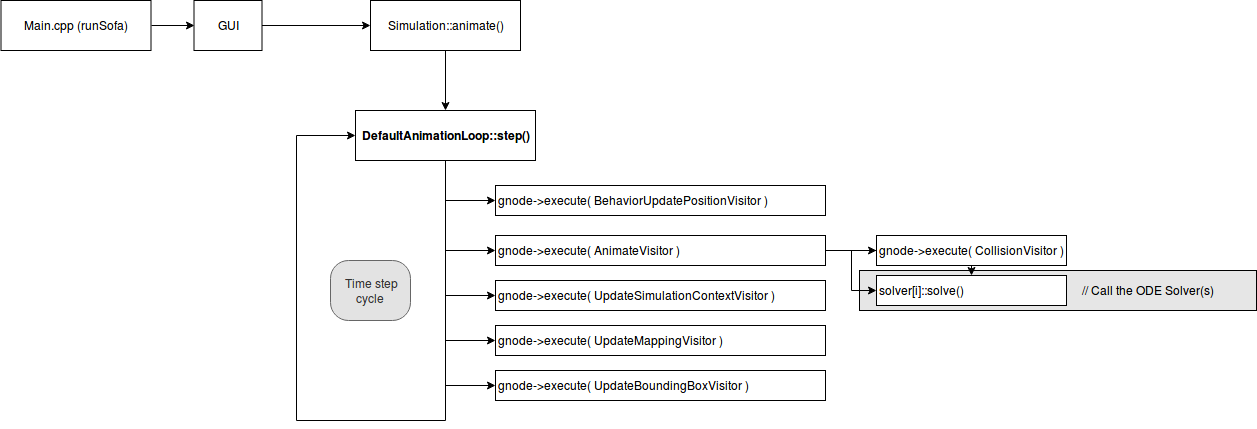 Main.cpp (runSofa)
GUI
Simulation::animate()
DefaultAnimationLoop::step()
gnode->execute( BehaviorUpdatePositionVisitor )
gnode->execute( AnimateVisitor )
gnode->execute( CollisionVisitor )
Time step
cycle
solver[i]::solve()
// Call the ODE Solver(s)
gnode->execute( UpdateSimulationContextVisitor )
gnode->execute( UpdateMappingVisitor )
gnode->execute( UpdateBoundingBoxVisitor )